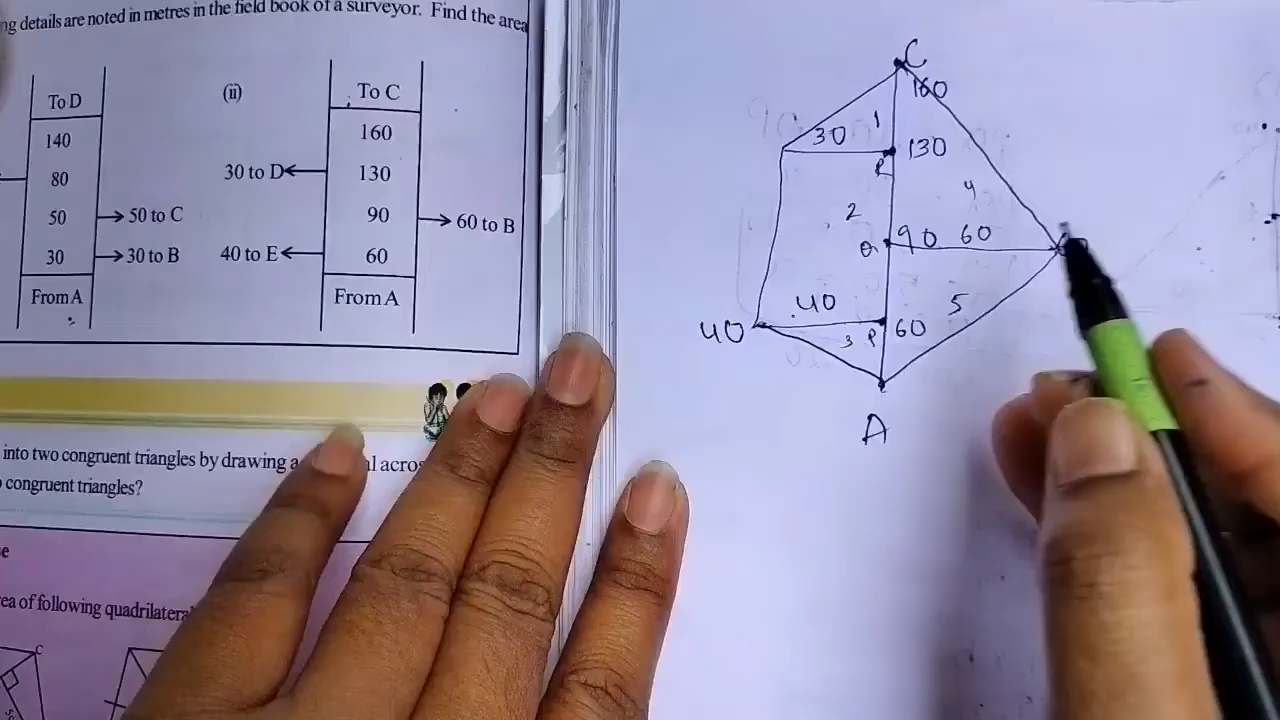 ng details are noted in metres in the field book of a surveyor. Find the area
To D
140
80
50 → 50 to C
30 → 30 to B
From A
(ii)
To C
160
30 to D ← 130
90 → 60 to B
40 to E ← 60
From A
into two congruent triangles by drawing a al acros
congruent triangles?
e
ea of following quadrilatera
C
C
160
1
30
130
R
4
2
Q 90 60
40
5
40
3 P 60
A